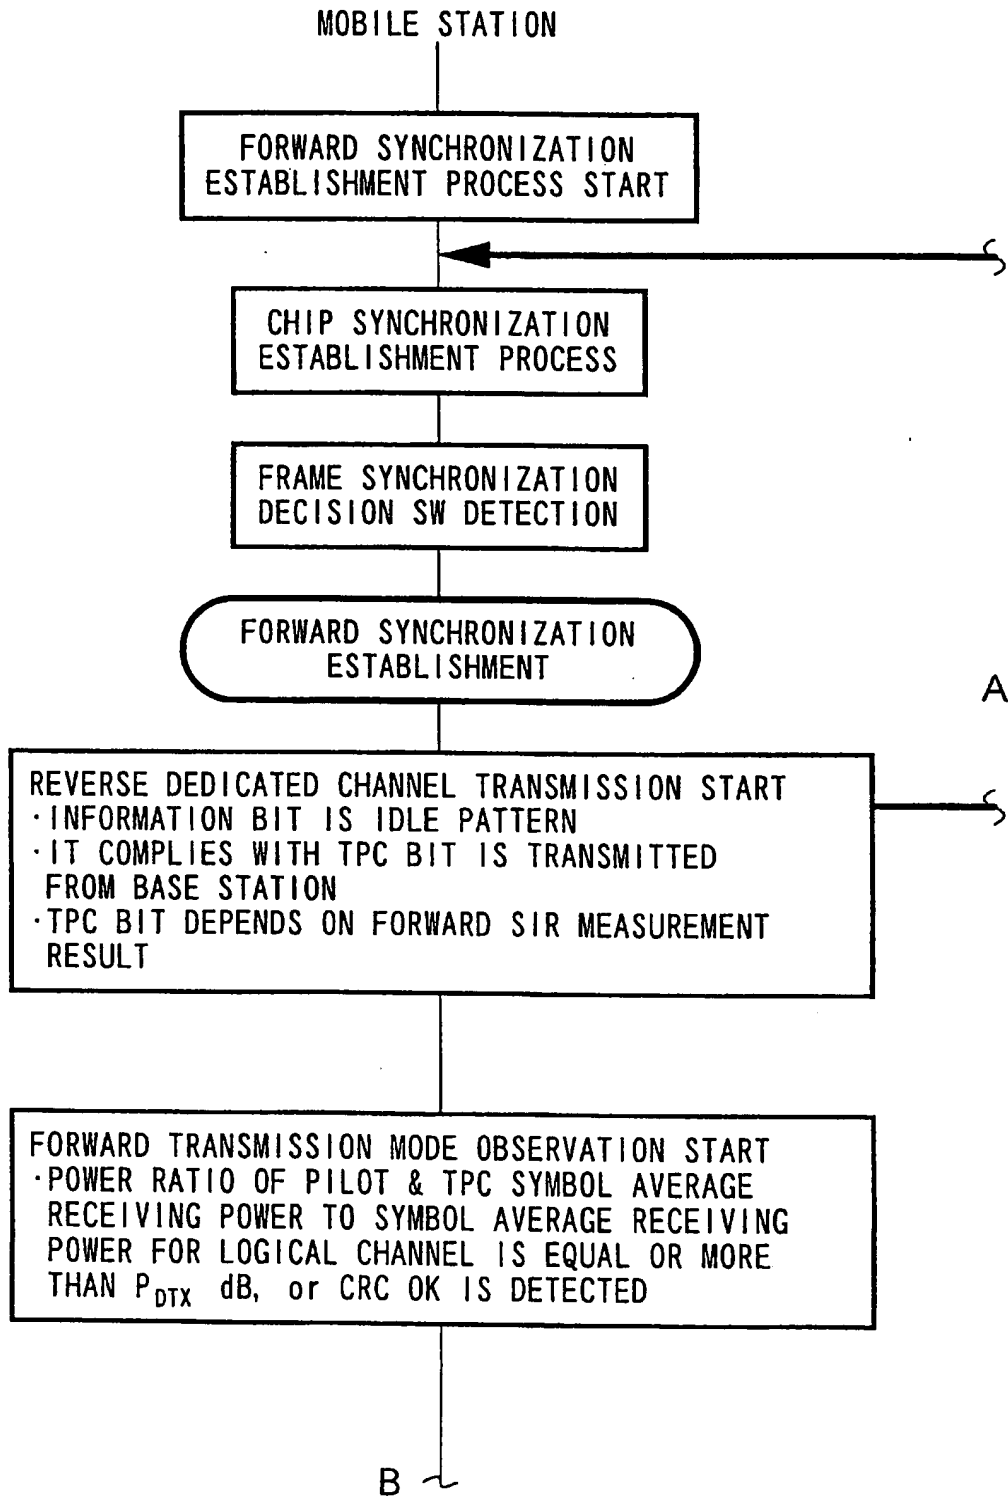 MOBILE STATION
FORWARD SYNCHRONIZATION
ESTABLISHMENT PROCESS START
CHIP SYNCHRONIZATION
ESTABLISHMENT PROCESS
FRAME SYNCHRONIZATION
DECISION SW DETECTION
FORWARD SYNCHRONIZATION
ESTABLISHMENT
A
REVERSE DEDICATED CHANNEL TRANSMISSION START
·INFORMATION BIT IS IDLE PATTERN
·IT COMPLIES WITH TPC BIT IS TRANSMITTED
FROM BASE STATION
·TPC BIT DEPENDS ON FORWARD SIR MEASUREMENT
RESULT
FORWARD TRANSMISSION MODE OBSERVATION START
·POWER RATIO OF PILOT & TPC SYMBOL AVERAGE
RECEIVING POWER TO SYMBOL AVERAGE RECEIVING
POWER FOR LOGICAL CHANNEL IS EQUAL OR MORE
THAN P_DTX dB, or CRC OK IS DETECTED
B